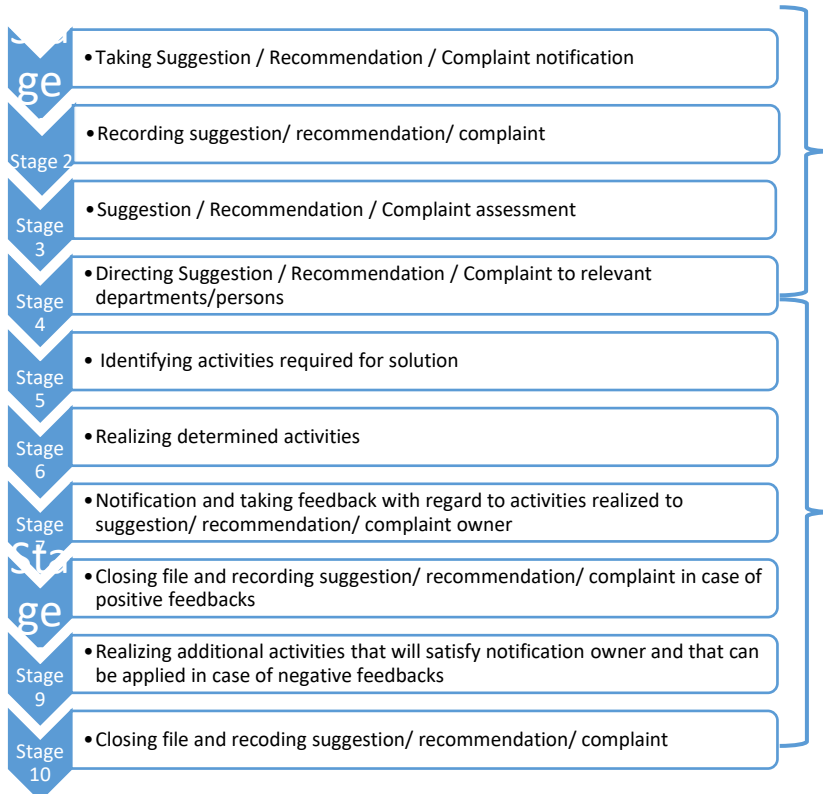 Stage
• Taking Suggestion / Recommendation / Complaint notification
Stage 2
• Recording suggestion/ recommendation/ complaint
Stage
3
• Suggestion / Recommendation / Complaint assessment
Stage
4
• Directing Suggestion / Recommendation / Complaint to relevant
departments/persons
Stage
5
• Identifying activities required for solution
Stage
6
• Realizing determined activities
Stage
7
• Notification and taking feedback with regard to activities realized to
suggestion/ recommendation/ complaint owner
Sta
ge
• Closing file and recording suggestion/ recommendation/ complaint in case of
positive feedbacks
Stage
9
• Realizing additional activities that will satisfy notification owner and that can
be applied in case of negative feedbacks
Stage
10
• Closing file and recoding suggestion/ recommendation/ complaint